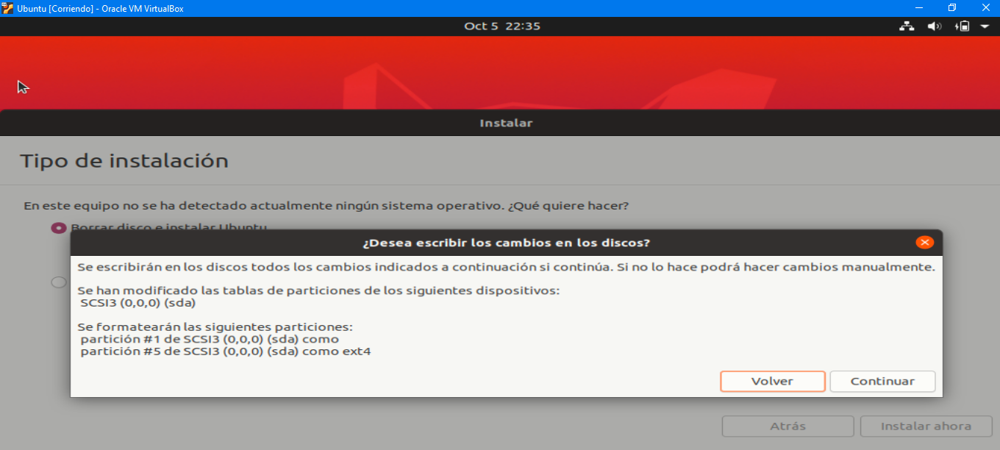 Ubuntu [Corriendo] - Oracle VM VirtualBox
Oct 5 22:35
Instalar
Tipo de instalación
En este equipo no se ha detectado actualmente ningún sistema operativo. ¿Qué quiere hacer?
Borrar disco e instalar Ubuntu
¿Desea escribir los cambios en los discos?
Se escribirán en los discos todos los cambios indicados a continuación si continúa. Si no lo hace podrá hacer cambios manualmente.
Se han modificado las tablas de particiones de los siguientes dispositivos:
SCSI3 (0,0,0) (sda)
Se formatearán las siguientes particiones:
partición #1 de SCSI3 (0,0,0) (sda) como
partición #5 de SCSI3 (0,0,0) (sda) como ext4
Volver Continuar
Atrás Instalar ahora